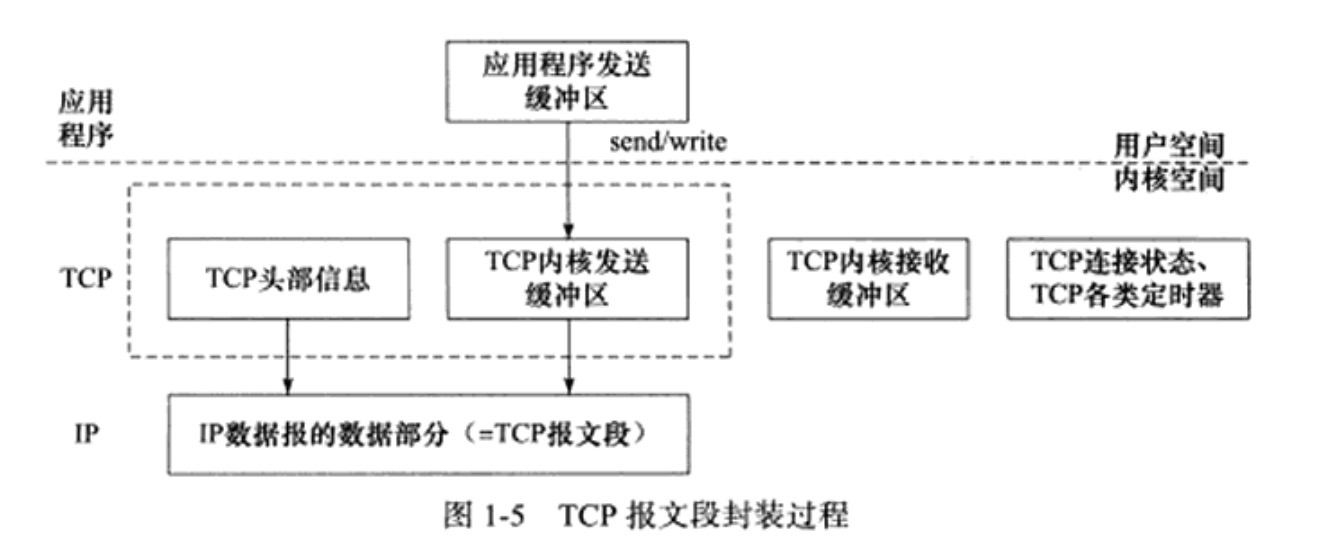 应用程序发送
缓冲区
应用
程序
send/write
用户空间
内核空间
TCP
TCP头部信息
TCP内核发送
缓冲区
TCP内核接收
缓冲区
TCP连接状态、
TCP各类定时器
IP
IP数据报的数据部分（=TCP报文段）
图 1-5 TCP 报文段封装过程